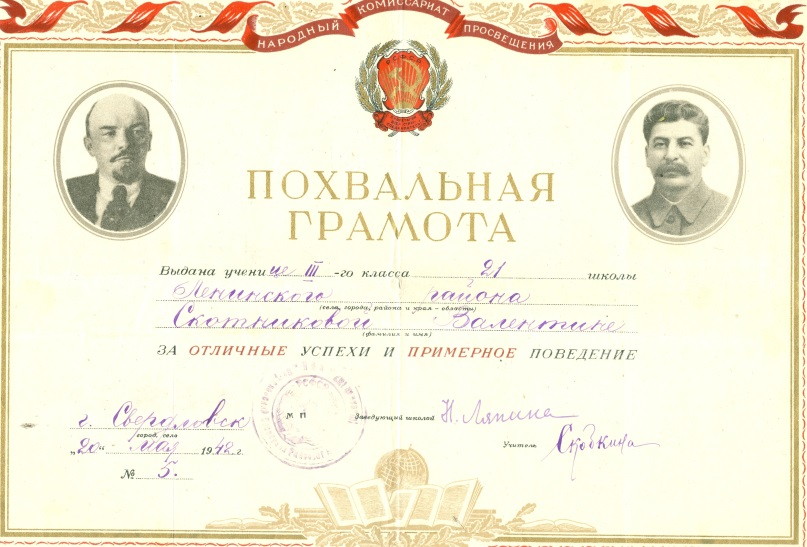 НАРОДНЫЙ КОМИССАРИАТ ПРОСВЕЩЕНИЯ
ПОХВАЛЬНАЯ
ГРАМОТА
Выдана ученице III-го класса 21 школы
Ленинского района
(села, города, района и края - области)
Скотниковой Валентине
(фамилия и имя)
ЗА ОТЛИЧНЫЕ УСПЕХИ И ПРИМЕРНОЕ ПОВЕДЕНИЕ
г. Свердловск
город, село
М П
Заведующий школой Н. Ляпина
„20“ мая 1942 г.
Учитель Скобкина
№ 5.